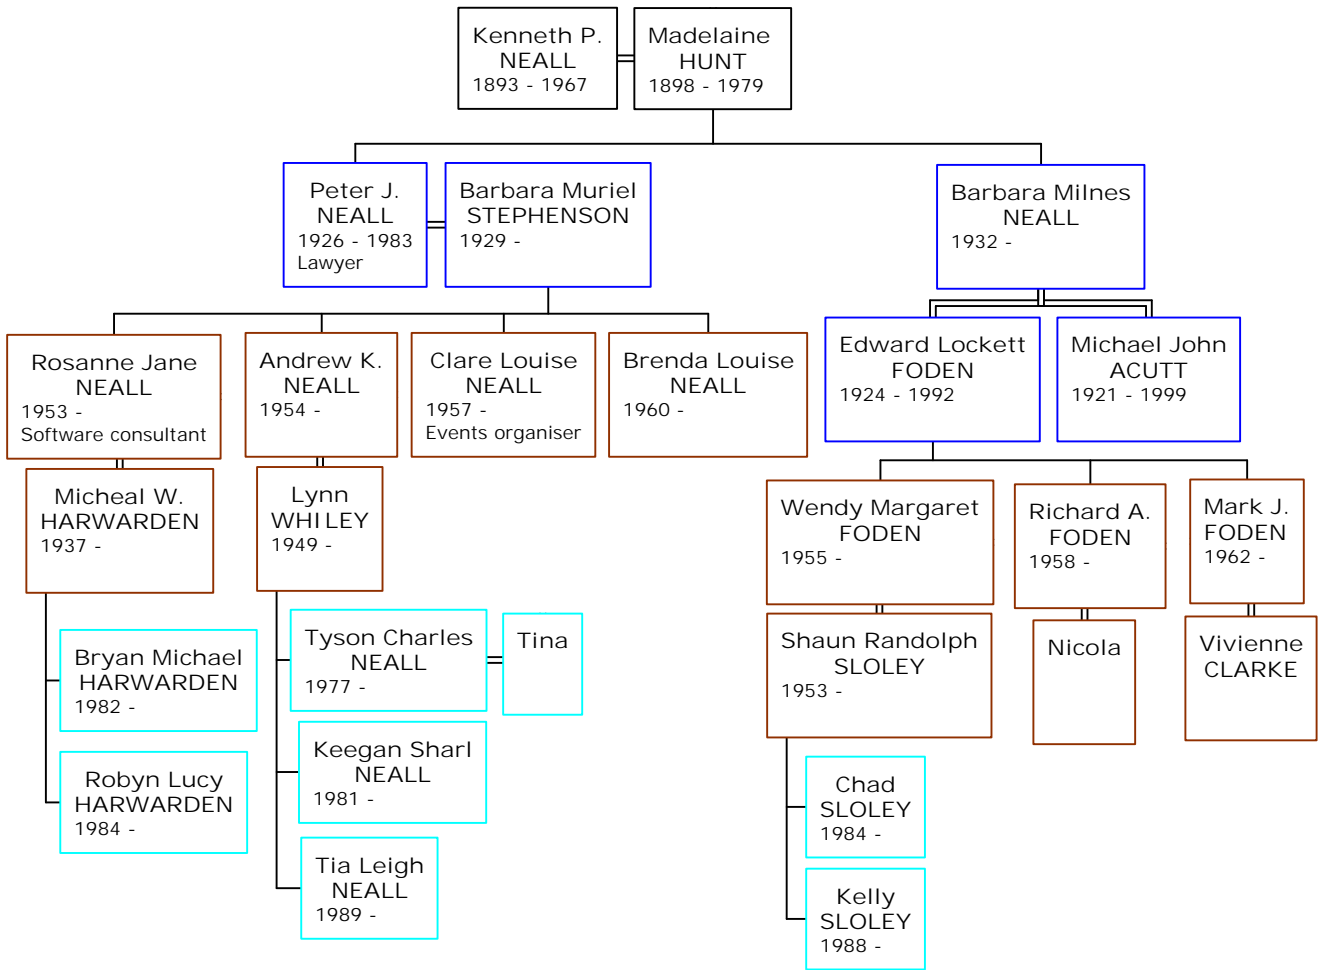 Kenneth P.
NEALL
1893 - 1967
Madelaine
HUNT
1898 - 1979
Peter J.
NEALL
1926 - 1983
Lawyer
Barbara Muriel
STEPHENSON
1929 -
Barbara Milnes
NEALL
1932 -
Rosanne Jane
NEALL
1953 -
Software consultant
Andrew K.
NEALL
1954 -
Clare Louise
NEALL
1957 -
Events organiser
Brenda Louise
NEALL
1960 -
Edward Lockett
FODEN
1924 - 1992
Michael John
ACUTT
1921 - 1999
Micheal W.
HARWARDEN
1937 -
Lynn
WHILEY
1949 -
Wendy Margaret
FODEN
1955 -
Richard A.
FODEN
1958 -
Mark J.
FODEN
1962 -
Bryan Michael
HARWARDEN
1982 -
Robyn Lucy
HARWARDEN
1984 -
Tyson Charles
NEALL
1977 -
Tina
Keegan Sharl
NEALL
1981 -
Tia Leigh
NEALL
1989 -
Shaun Randolph
SLOLEY
1953 -
Nicola
Vivienne
CLARKE
Chad
SLOLEY
1984 -
Kelly
SLOLEY
1988 -